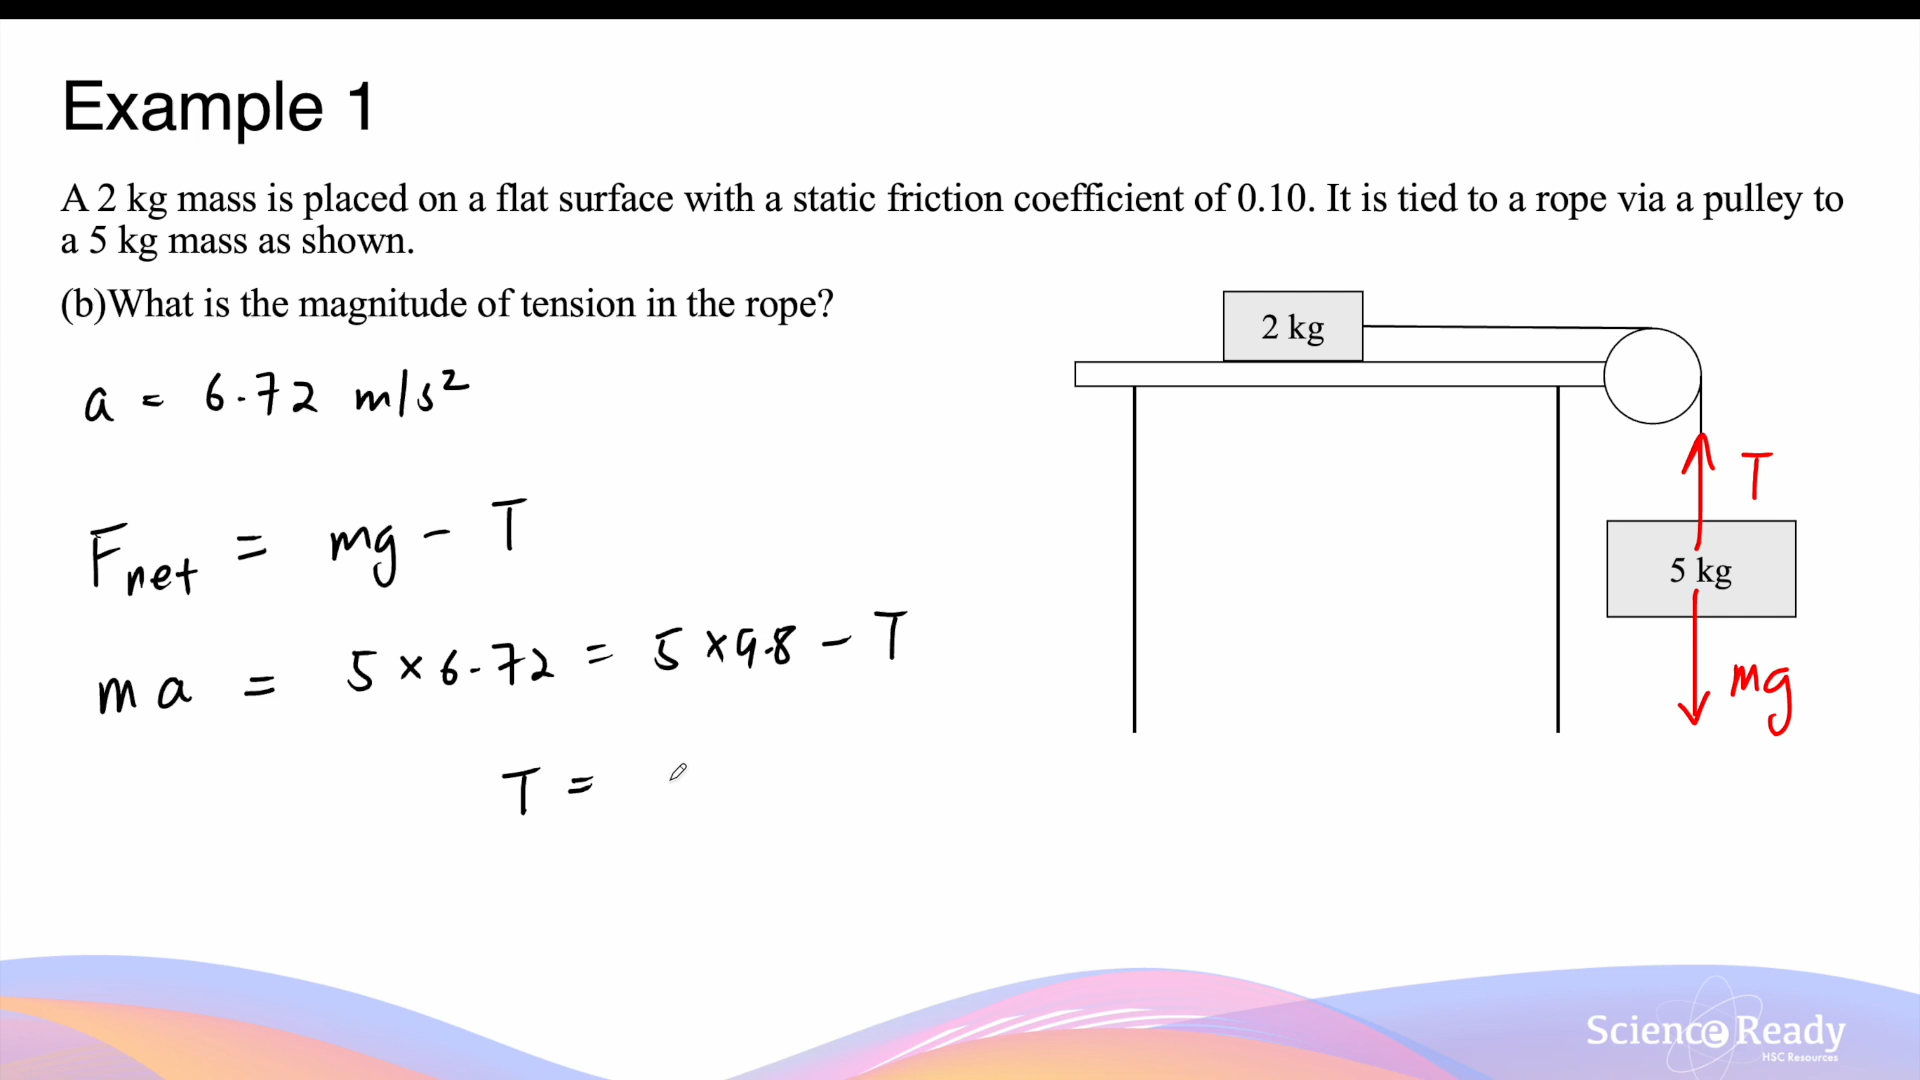 Example 1
A 2 kg mass is placed on a flat surface with a static friction coefficient of 0.10. It is tied to a rope via a pulley to
a 5 kg mass as shown.
(b)What is the magnitude of tension in the rope?
2 kg
a = 6.72 m/s²
T
Fnet = mg - T
5 kg
ma = 5 × 6.72 = 5 × 9.8 - T
mg
T =
Science Ready
HSC Resources